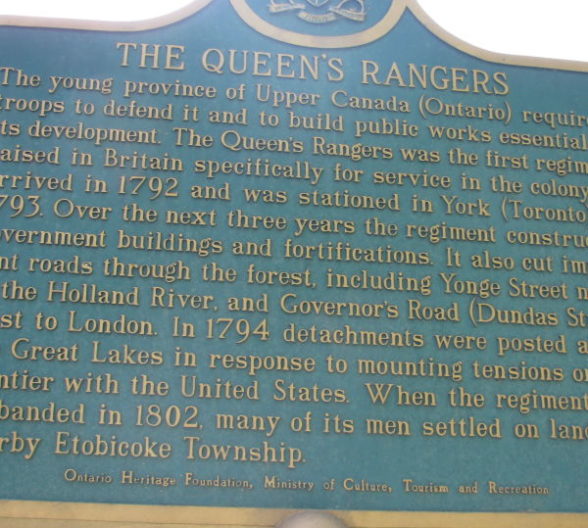 THE QUEEN'S RANGERS
The young province of Upper Canada (Ontario) require
troops to defend it and to build public works essential
ts development. The Queen's Rangers was the first regim
aised in Britain specifically for service in the colon
rrived in 1792 and was stationed in York (Toronto)
793. Over the next three years the regiment constru
vernment buildings and fortifications. It also cut im
nt roads through the forest, including Yonge Street n
the Holland River, and Governor's Road (Dundas St
st to London. In 1794 detachments were posted a
Great Lakes in response to mounting tensions o
ntier with the United States. When the regiment
banded in 1802, many of its men settled on lan
rby Etobicoke Township.
Ontario Heritage Foundation, Ministry of Culture, Tourism and Recreation